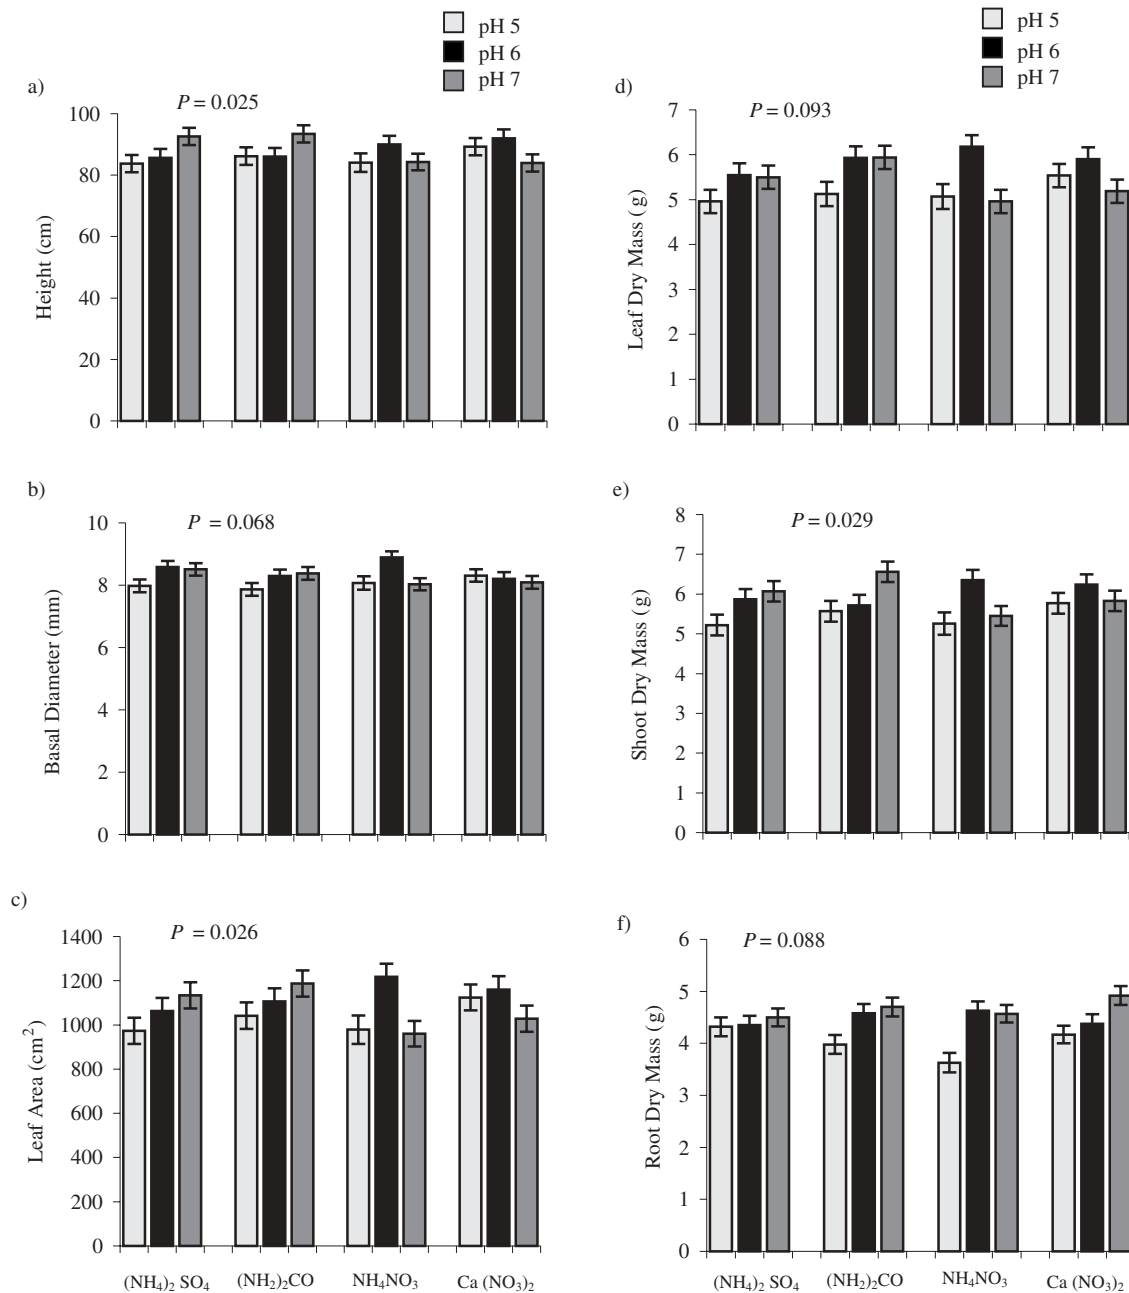 pH 5
pH 6
pH 7
a)
P = 0.025
100
80
60
40
20
0
Height (cm)
b)
P = 0.068
10
8
6
4
2
0
Basal Diameter (mm)
c)
P = 0.026
1400
1200
1000
800
600
400
200
0
Leaf Area (cm²)
(NH₄)₂ SO₄
(NH₂)₂CO
NH₄NO₃
Ca (NO₃)₂
pH 5
pH 6
pH 7
d)
P = 0.093
7
6
5
4
3
2
1
0
Leaf Dry Mass (g)
e)
P = 0.029
8
7
6
5
4
3
2
1
0
Shoot Dry Mass (g)
f)
P = 0.088
6
5
4
3
2
1
0
Root Dry Mass (g)
(NH₄)₂ SO₄
(NH₂)₂CO
NH₄NO₃
Ca (NO₃)₂